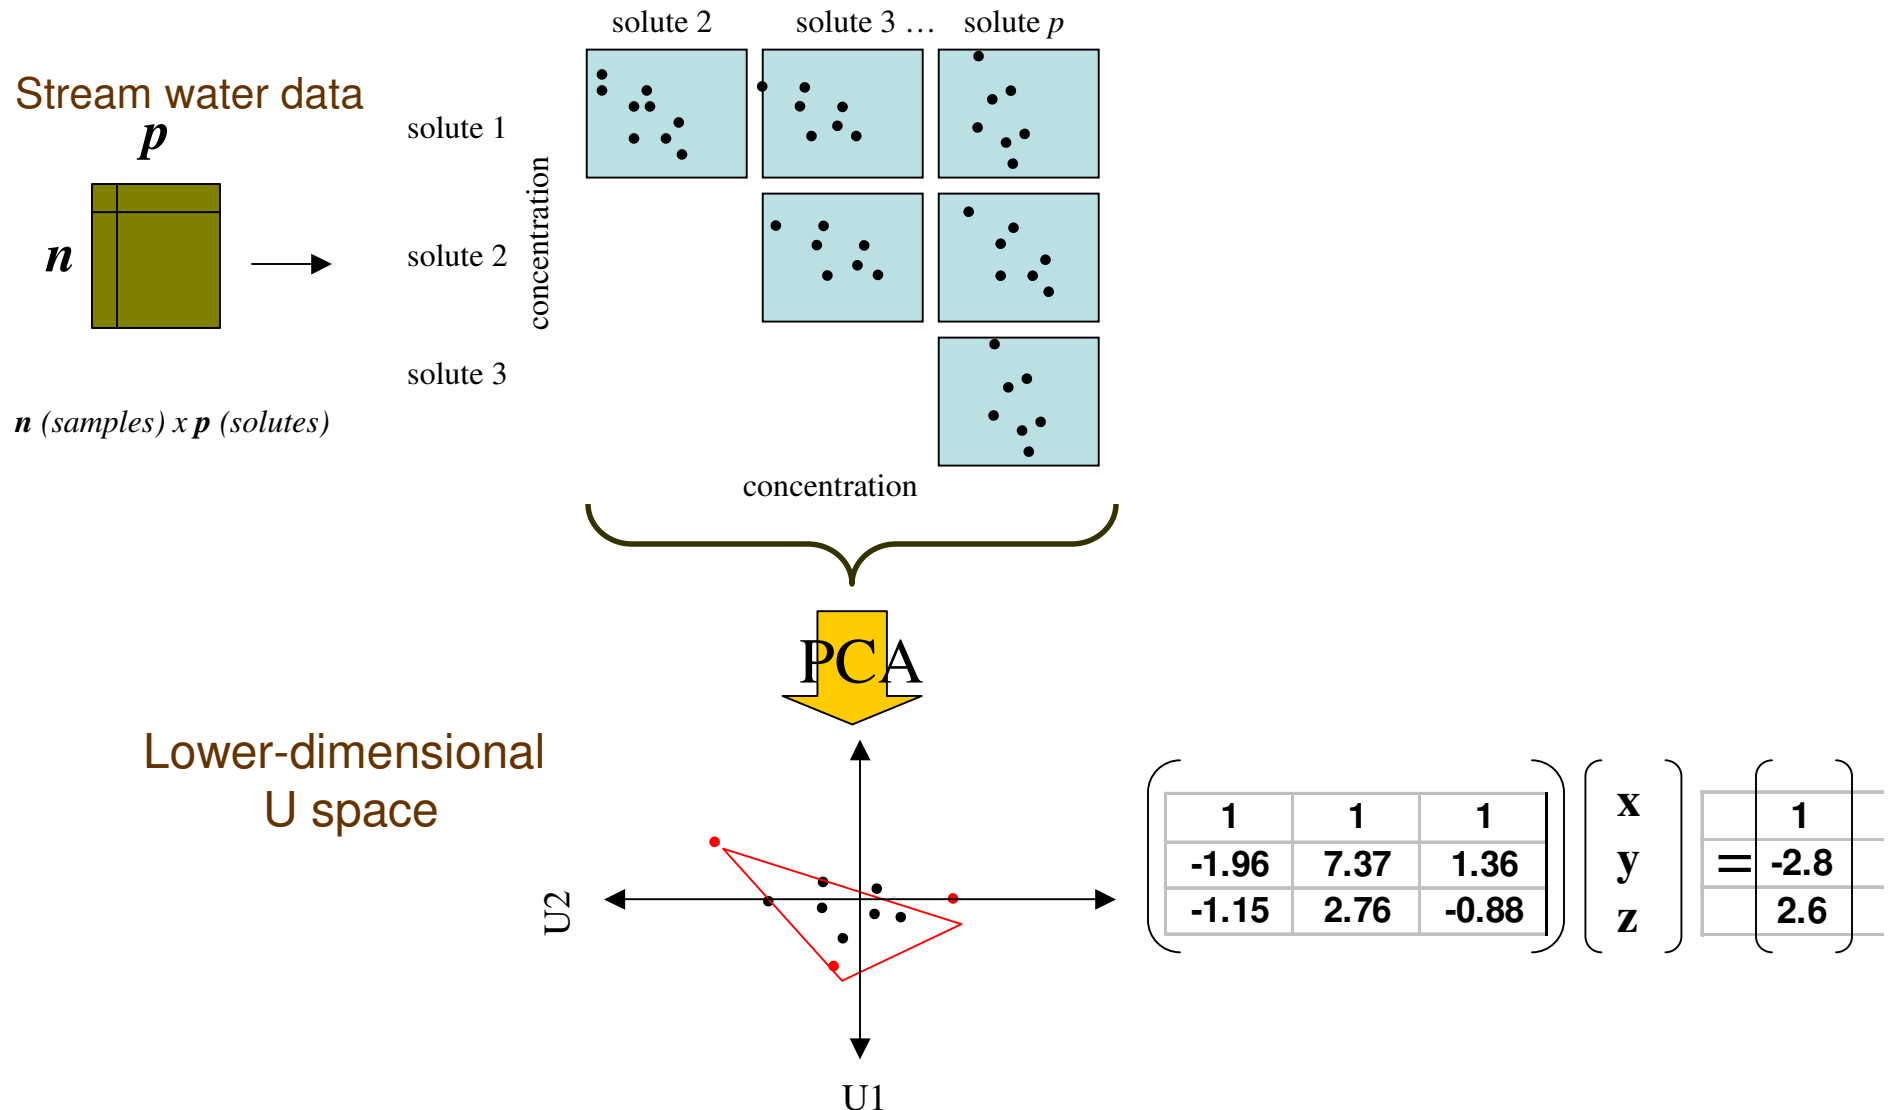 solute 2 solute 3 … solute p
Stream water data
p
solute 1
n
concentration
solute 2
solute 3
n (samples) x p (solutes)
concentration
PCA
Lower-dimensional
U space
U2
U1
1 1 1 x 1
-1.96 7.37 1.36 y = -2.8
-1.15 2.76 -0.88 z 2.6